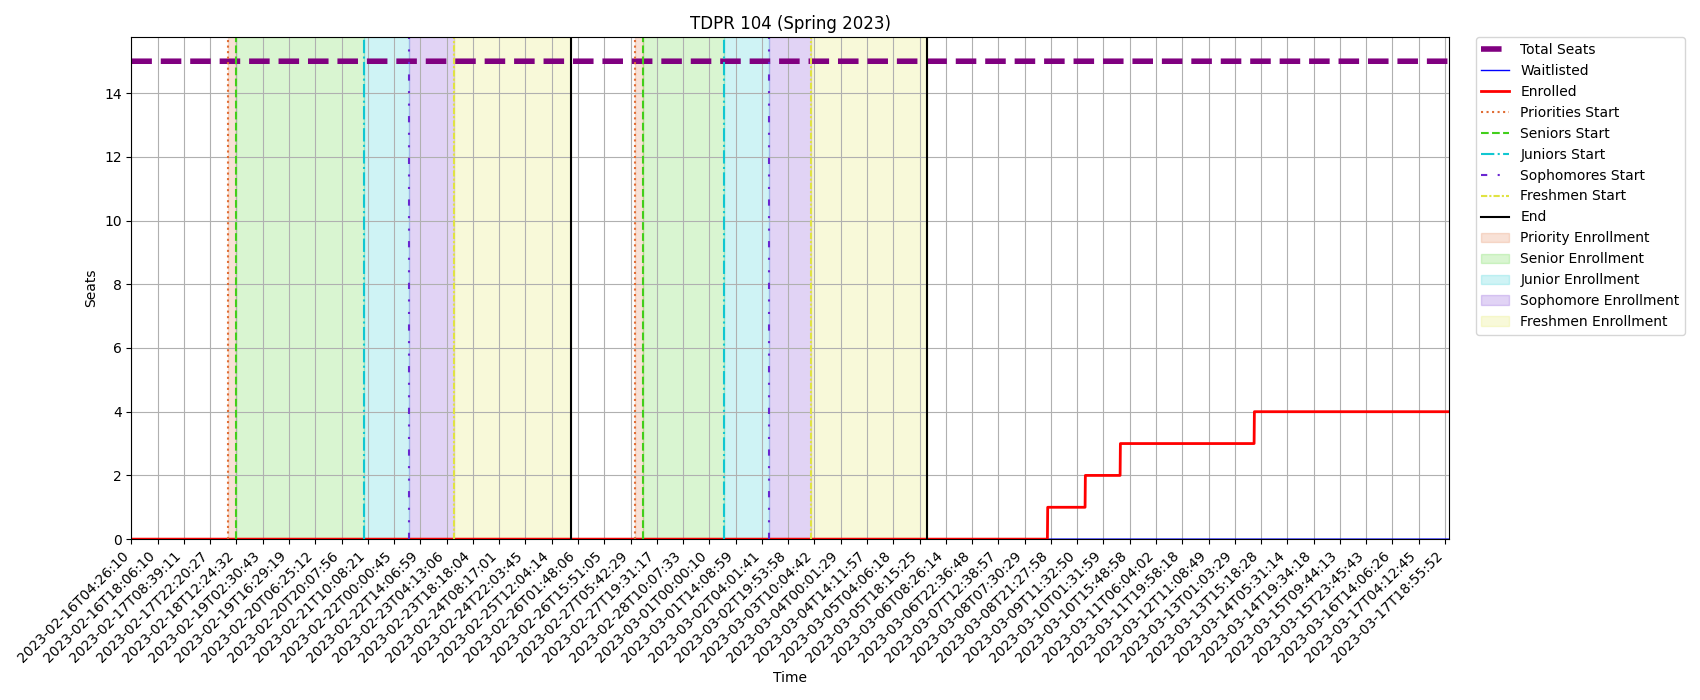 TDPR 104 (Spring 2023)
Seats
14
12
10
8
6
4
2
0
2023-02-16T04:26:10
2023-02-16T18:06:10
2023-02-17T08:39:11
2023-02-17T22:20:27
2023-02-18T12:24:32
2023-02-19T02:30:43
2023-02-19T16:29:19
2023-02-20T06:25:12
2023-02-20T20:07:56
2023-02-21T10:08:21
2023-02-22T00:00:45
2023-02-22T14:06:59
2023-02-23T04:13:06
2023-02-23T18:18:04
2023-02-24T08:17:01
2023-02-24T22:03:45
2023-02-25T12:04:14
2023-02-26T01:48:06
2023-02-26T15:51:05
2023-02-27T05:42:29
2023-02-27T19:31:17
2023-02-28T10:07:33
2023-03-01T00:00:10
2023-03-01T14:08:59
2023-03-02T04:01:41
2023-03-02T19:53:58
2023-03-03T10:04:42
2023-03-04T00:01:29
2023-03-04T14:11:57
2023-03-05T04:06:18
2023-03-05T18:15:25
2023-03-06T08:26:14
2023-03-06T22:36:48
2023-03-07T12:38:57
2023-03-08T07:30:29
2023-03-08T21:27:58
2023-03-09T11:32:50
2023-03-10T01:31:59
2023-03-10T15:48:58
2023-03-11T06:04:02
2023-03-11T19:58:18
2023-03-12T11:08:49
2023-03-13T01:03:29
2023-03-13T15:18:28
2023-03-14T05:31:14
2023-03-14T19:34:18
2023-03-15T09:44:13
2023-03-15T23:45:43
2023-03-16T14:06:26
2023-03-17T04:12:45
2023-03-17T18:55:52
Time
Total Seats
Waitlisted
Enrolled
Priorities Start
Seniors Start
Juniors Start
Sophomores Start
Freshmen Start
End
Priority Enrollment
Senior Enrollment
Junior Enrollment
Sophomore Enrollment
Freshmen Enrollment